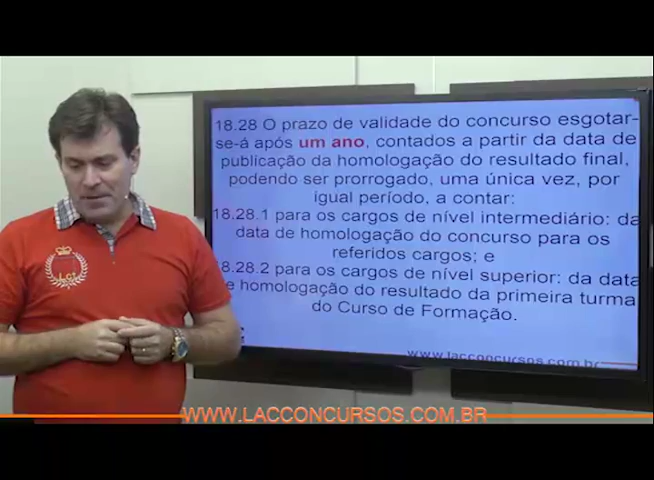 18.28 O prazo de validade do concurso esgotar-
se-á após um ano, contados a partir da data de
publicação da homologação do resultado final,
podendo ser prorrogado, uma única vez, por
igual período, a contar:
18.28.1 para os cargos de nível intermediário: da
data de homologação do concurso para os
referidos cargos; e
8.28.2 para os cargos de nível superior: da data
e homologação do resultado da primeira turma
do Curso de Formação.
www.lacconcursos.com.br
WWW.LACCONCURSOS.COM.BR